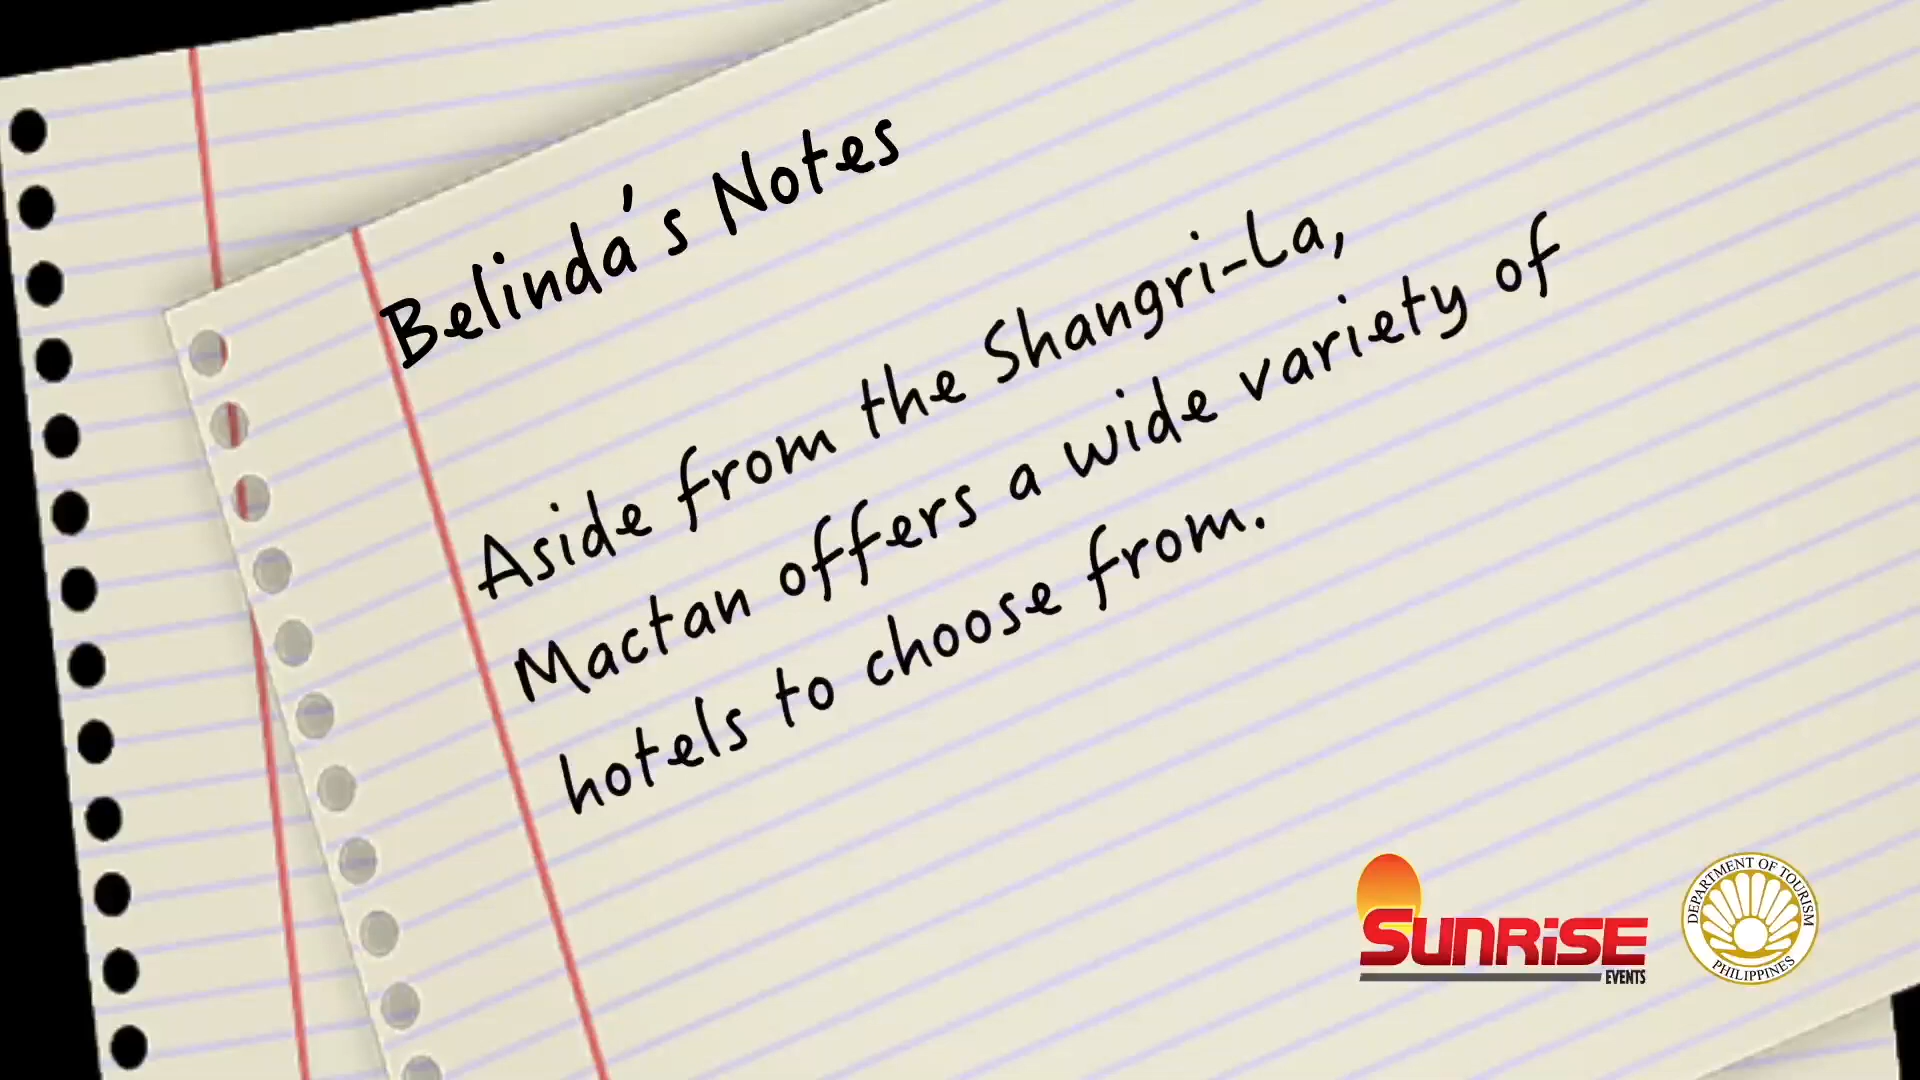 Belinda's Notes
Aside from the Shangri-La,
Mactan offers a wide variety of
hotels to choose from.
SUNRiSE
EVENTS
DEPARTMENT OF TOURISM
PHILIPPINES